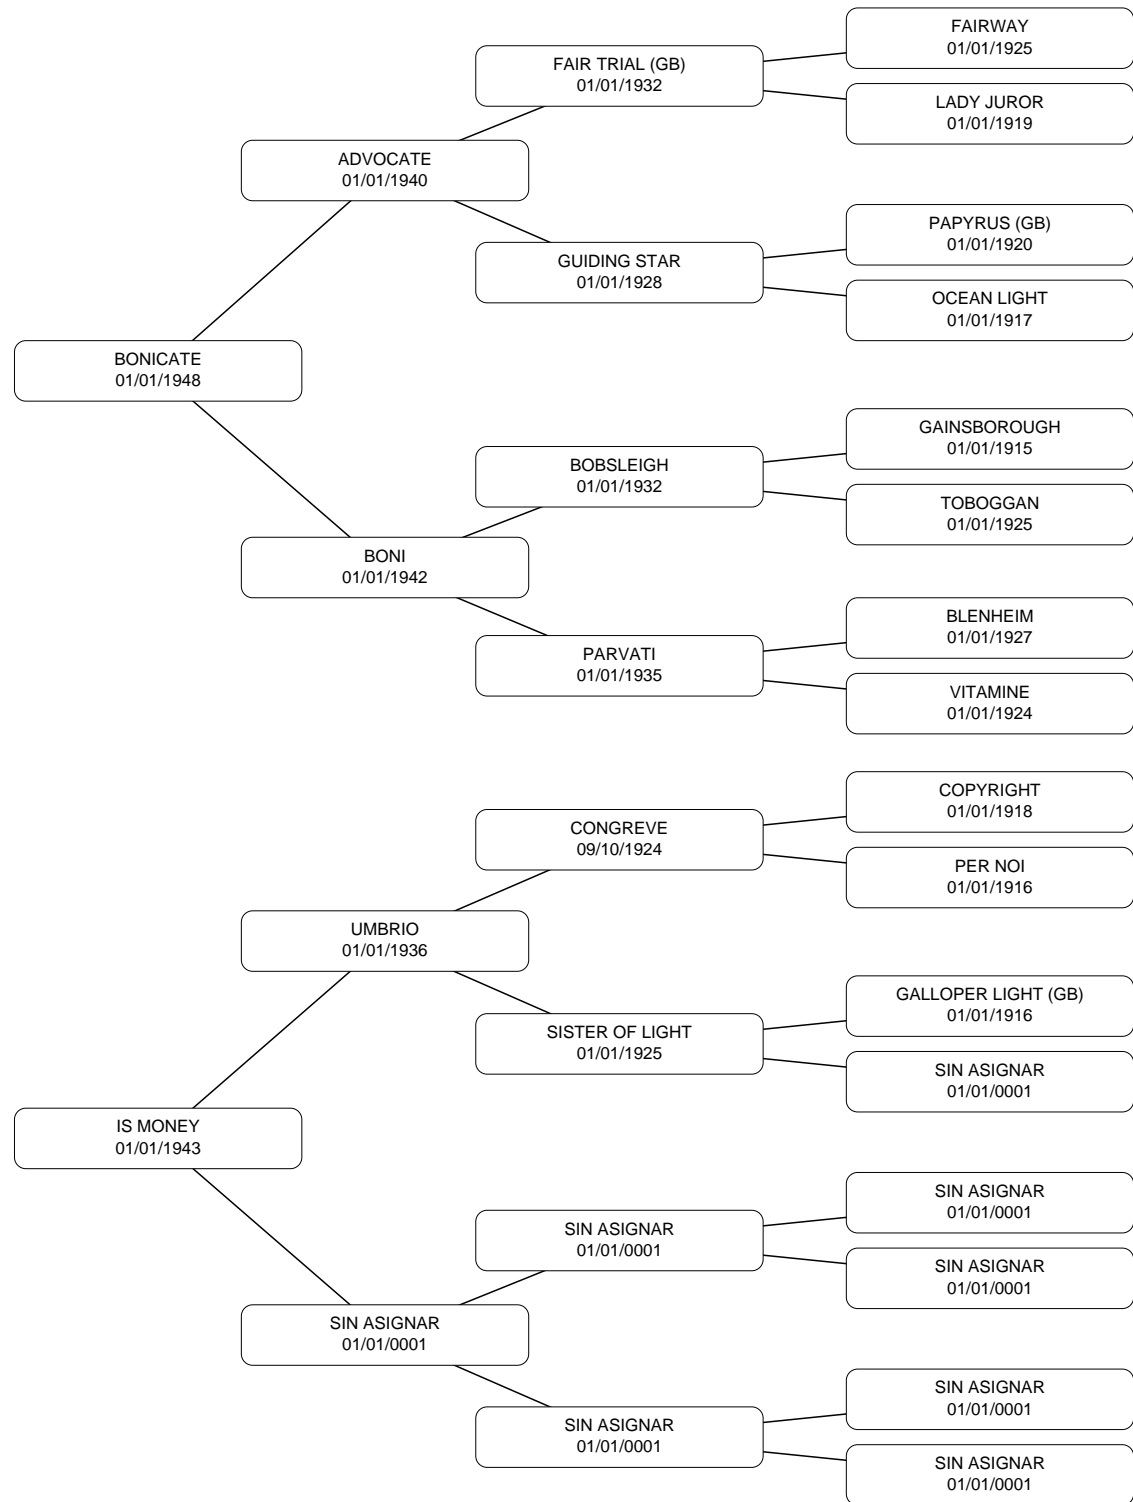 FAIRWAY
01/01/1925
FAIR TRIAL (GB)
01/01/1932
LADY JUROR
01/01/1919
ADVOCATE
01/01/1940
PAPYRUS (GB)
01/01/1920
GUIDING STAR
01/01/1928
OCEAN LIGHT
01/01/1917
BONICATE
01/01/1948
GAINSBOROUGH
01/01/1915
BOBSLEIGH
01/01/1932
TOBOGGAN
01/01/1925
BONI
01/01/1942
BLENHEIM
01/01/1927
PARVATI
01/01/1935
VITAMINE
01/01/1924
COPYRIGHT
01/01/1918
CONGREVE
09/10/1924
PER NOI
01/01/1916
UMBRIO
01/01/1936
GALLOPER LIGHT (GB)
01/01/1916
SISTER OF LIGHT
01/01/1925
SIN ASIGNAR
01/01/0001
IS MONEY
01/01/1943
SIN ASIGNAR
01/01/0001
SIN ASIGNAR
01/01/0001
SIN ASIGNAR
01/01/0001
SIN ASIGNAR
01/01/0001
SIN ASIGNAR
01/01/0001
SIN ASIGNAR
01/01/0001
SIN ASIGNAR
01/01/0001